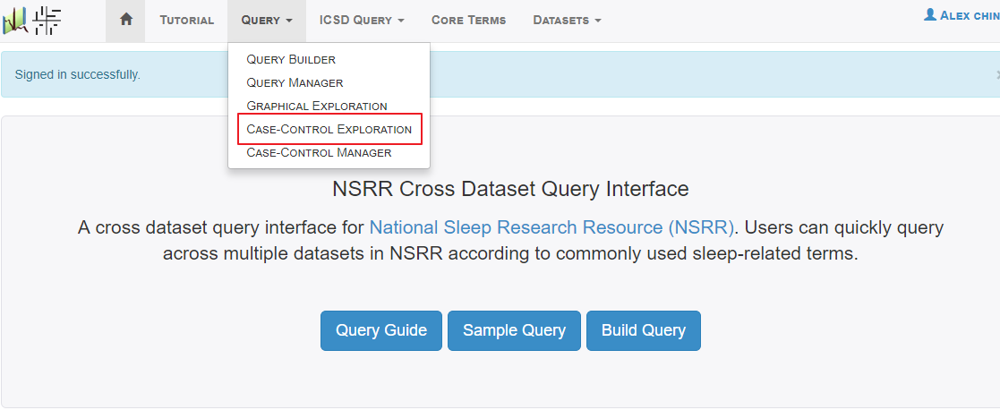 Tutorial Query ICSD Query Core Terms Datasets Alex chin
Signed in successfully.
Query Builder
Query Manager
Graphical Exploration
Case-Control Exploration
Case-Control Manager
NSRR Cross Dataset Query Interface
A cross dataset query interface for National Sleep Research Resource (NSRR). Users can quickly query
across multiple datasets in NSRR according to commonly used sleep-related terms.
Query Guide Sample Query Build Query